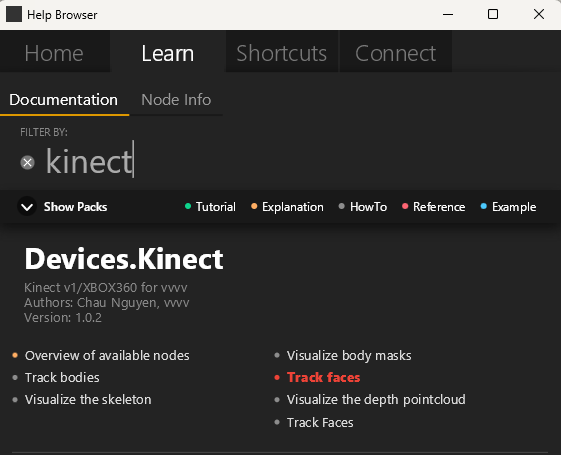 Help Browser
Home Learn Shortcuts Connect
Documentation Node Info
FILTER BY:
kinect
Show Packs Tutorial Explanation HowTo Reference Example
Devices.Kinect
Kinect v1/XBOX360 for vvvv
Authors: Chau Nguyen, vvvv
Version: 1.0.2
Overview of available nodes
Track bodies
Visualize the skeleton
Visualize body masks
Track faces
Visualize the depth pointcloud
Track Faces